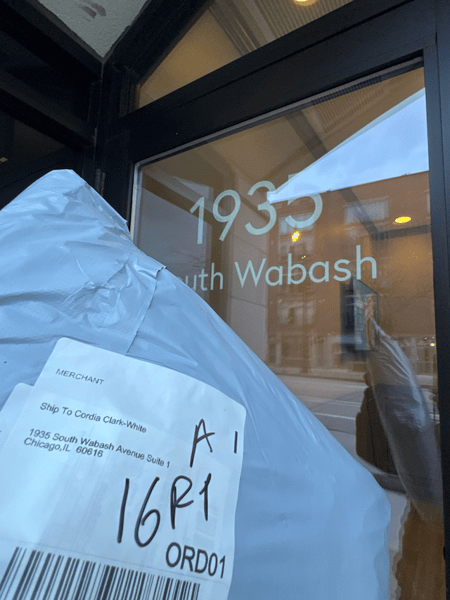 1935
South Wabash
MERCHANT
Ship To Cordia Clark-White
1935 South Wabash Avenue Suite 1
Chicago,IL 60616
A 1
16R1
ORD01